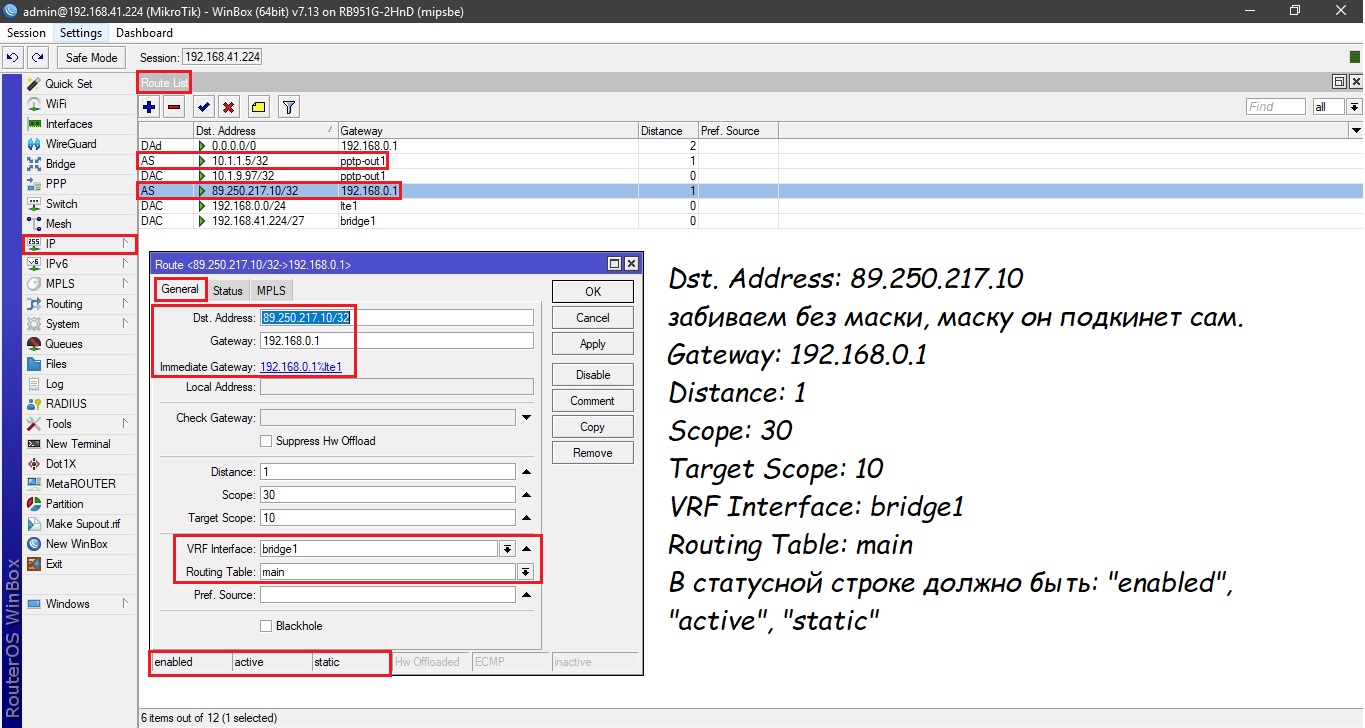 admin@192.168.41.224 (MikroTik) - WinBox (64bit) v7.13 on RB951G-2HnD (mipsbe)
Session Settings Dashboard
Safe Mode Session: 192.168.41.224
Quick Set
WiFi
Interfaces
WireGuard
Bridge
PPP
Switch
Mesh
IP
IPv6
MPLS
Routing
System
Queues
Files
Log
RADIUS
Tools
New Terminal
Dot1X
MetaROUTER
Partition
Make Supout.rif
New WinBox
Exit
Windows
RouterOS WinBox
Route List
Find all
Dst. Address / Gateway Distance Pref. Source
DAd 0.0.0.0/0 192.168.0.1 2
AS 10.1.1.5/32 pptp-out1 1
DAC 10.1.9.97/32 pptp-out1 0
AS 89.250.217.10/32 192.168.0.1 1
DAC 192.168.0.0/24 lte1 0
DAC 192.168.41.224/27 bridge1 0
Route <89.250.217.10/32->192.168.0.1>
General Status MPLS
Dst. Address: 89.250.217.10/32
Gateway: 192.168.0.1
Immediate Gateway: 192.168.0.1%lte1
Local Address:
Check Gateway:
Suppress Hw Offload
Distance: 1
Scope: 30
Target Scope: 10
VRF Interface: bridge1
Routing Table: main
Pref. Source:
Blackhole
enabled active static Hw Offloaded ECMP inactive
OK
Cancel
Apply
Disable
Comment
Copy
Remove
Dst. Address: 89.250.217.10
забиваем без маски, маску он подкинет сам.
Gateway: 192.168.0.1
Distance: 1
Scope: 30
Target Scope: 10
VRF Interface: bridge1
Routing Table: main
В статусной строке должно быть: "enabled",
"active", "static"
6 items out of 12 (1 selected)